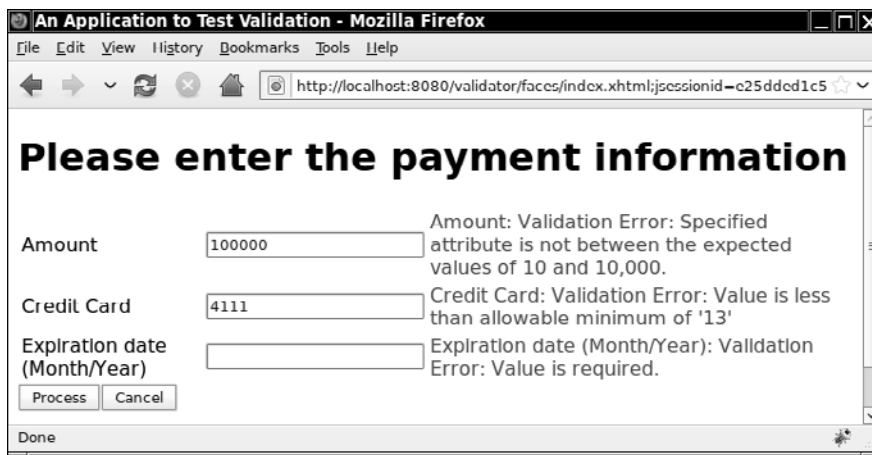 An Application to Test Validation - Mozilla Firefox
File Edit View History Bookmarks Tools Help
http://localhost:8080/validator/faces/index.xhtml;jsessionid=e25dded1c5
Please enter the payment information
Amount
100000
Amount: Validation Error: Specified
attribute is not between the expected
values of 10 and 10,000.
Credit Card
4111
Credit Card: Validation Error: Value is less
than allowable minimum of '13'
Expiration date
(Month/Year)
Expiration date (Month/Year): Validation
Error: Value is required.
Process Cancel
Done